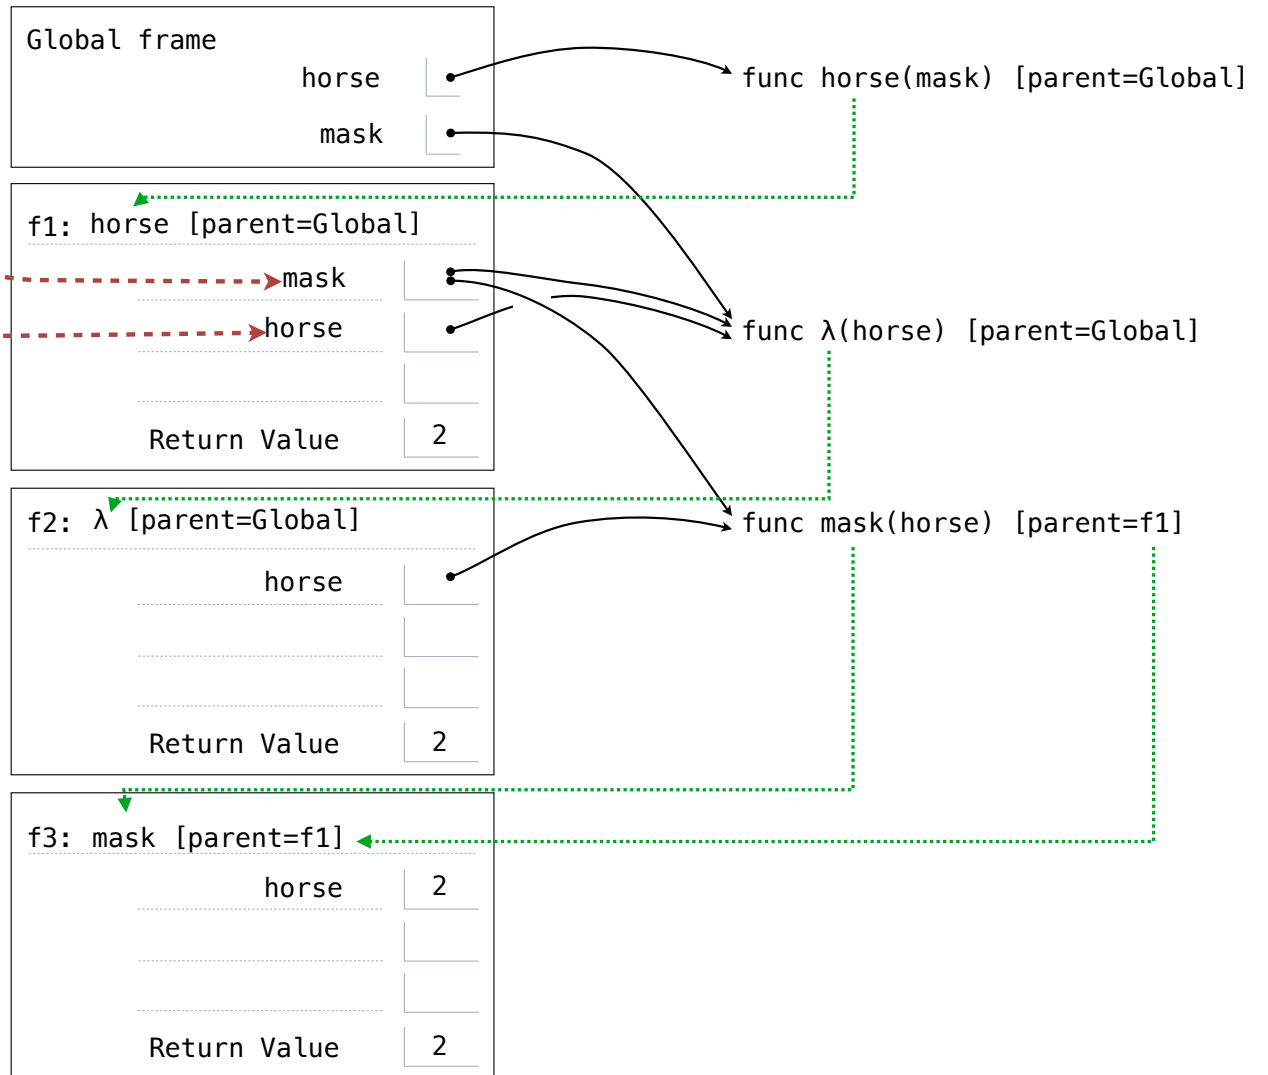 Global frame
horse
func horse(mask) [parent=Global]
mask
f1: horse [parent=Global]
mask
horse
func λ(horse) [parent=Global]
Return Value 2
f2: λ [parent=Global]
func mask(horse) [parent=f1]
horse
Return Value 2
f3: mask [parent=f1]
horse 2
Return Value 2